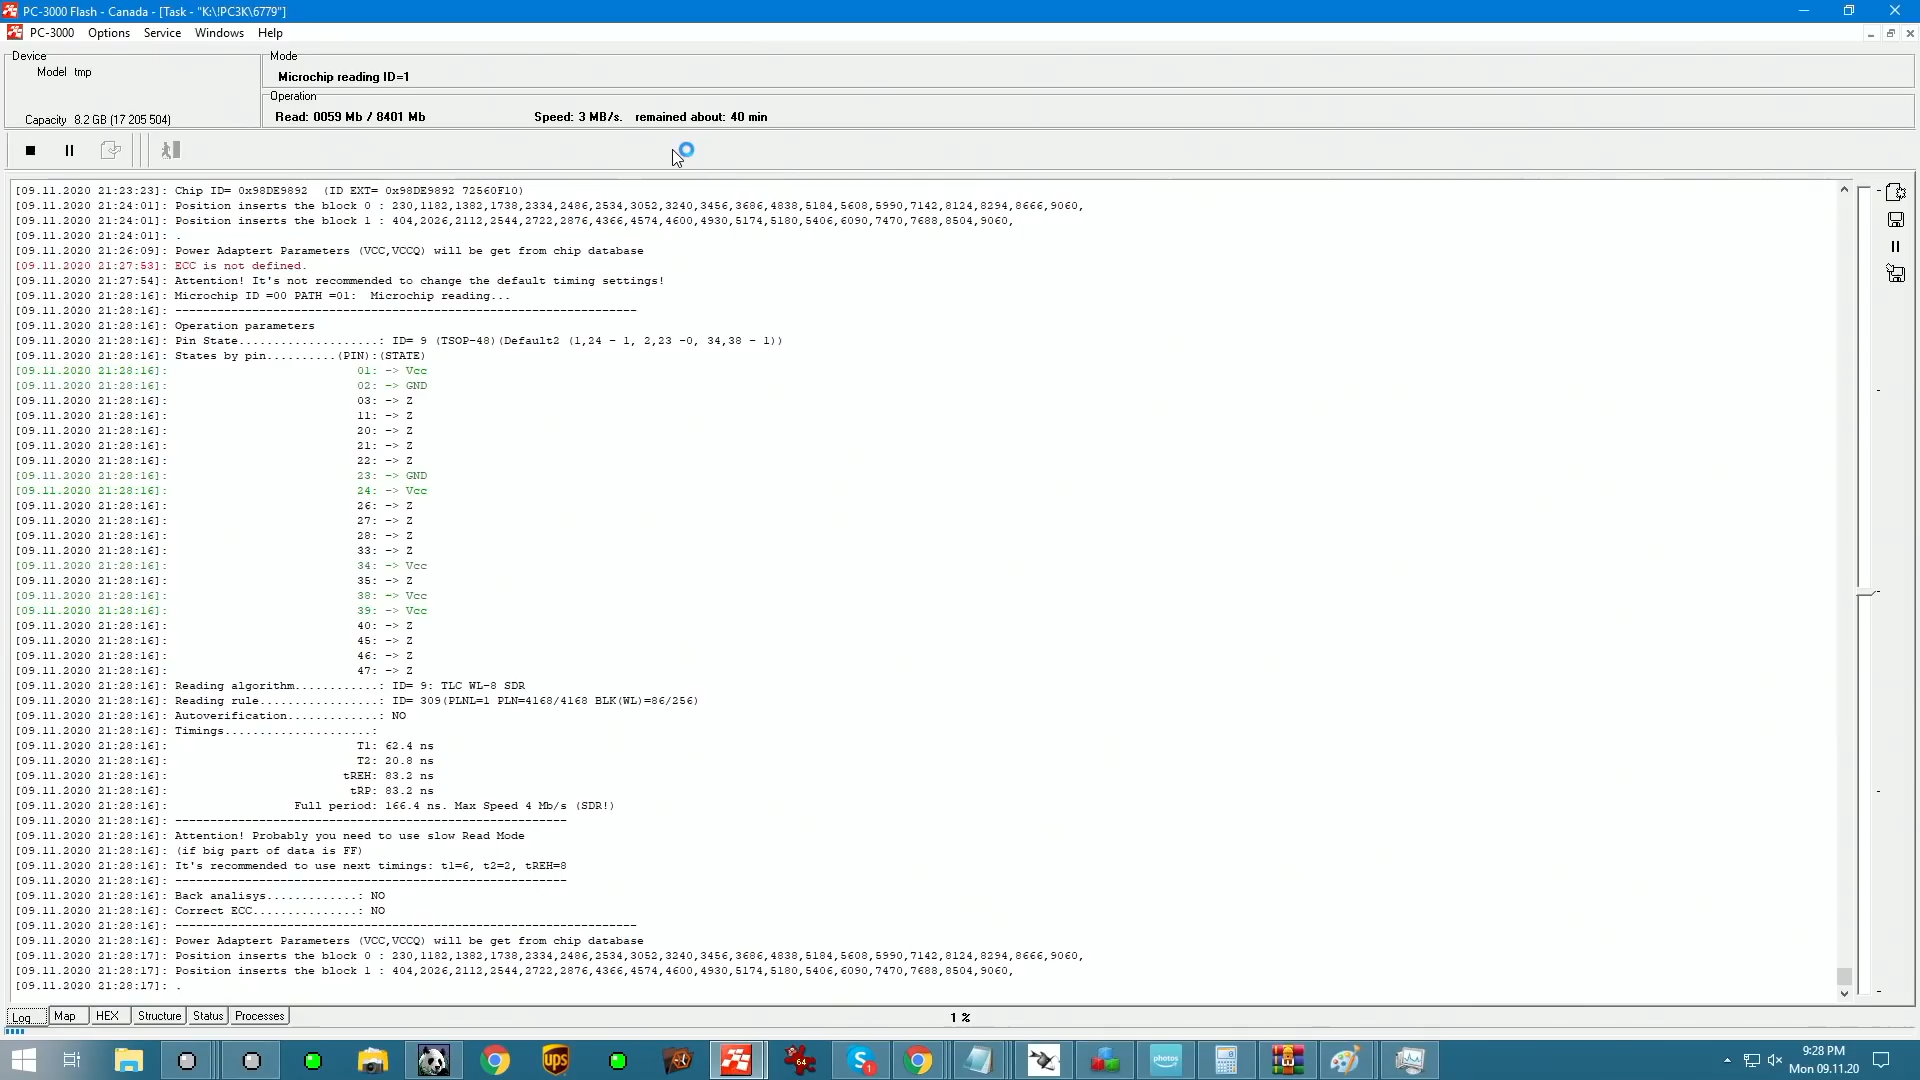 PC-3000 Flash - Canada - [Task - "K:\!PC3K\6779"]
PC-3000 Options Service Windows Help
Device
Model tmp
Capacity 8.2 GB (17 205 504)
Mode
Microchip reading ID=1
Operation
Read: 0059 Mb / 8401 Mb Speed: 3 MB/s. remained about: 40 min
[09.11.2020 21:23:23]: Chip ID= 0x98DE9892 (ID EXT= 0x98DE9892 72560F10)
[09.11.2020 21:24:01]: Position inserts the block 0 : 230,1182,1382,1738,2334,2486,2534,3052,3240,3456,3686,4838,5184,5608,5990,7142,8124,8294,8666,9060,
[09.11.2020 21:24:01]: Position inserts the block 1 : 404,2026,2112,2544,2722,2876,4366,4574,4600,4930,5174,5180,5406,6090,7470,7688,8504,9060,
[09.11.2020 21:24:01]: .
[09.11.2020 21:26:09]: Power Adaptert Parameters (VCC,VCCQ) will be get from chip database
[09.11.2020 21:27:53]: ECC is not defined.
[09.11.2020 21:27:54]: Attention! It's not recommended to change the default timing settings!
[09.11.2020 21:28:16]: Microchip ID =00 PATH =01: Microchip reading...
[09.11.2020 21:28:16]: ------------------------------------------------------------------
[09.11.2020 21:28:16]: Operation parameters
[09.11.2020 21:28:16]: Pin State....................: ID= 9 (TSOP-48)(Default2 (1,24 - 1, 2,23 -0, 34,38 - 1))
[09.11.2020 21:28:16]: States by pin..........(PIN):(STATE)
[09.11.2020 21:28:16]: 01: -> Vcc
[09.11.2020 21:28:16]: 02: -> GND
[09.11.2020 21:28:16]: 03: -> Z
[09.11.2020 21:28:16]: 11: -> Z
[09.11.2020 21:28:16]: 20: -> Z
[09.11.2020 21:28:16]: 21: -> Z
[09.11.2020 21:28:16]: 22: -> Z
[09.11.2020 21:28:16]: 23: -> GND
[09.11.2020 21:28:16]: 24: -> Vcc
[09.11.2020 21:28:16]: 26: -> Z
[09.11.2020 21:28:16]: 27: -> Z
[09.11.2020 21:28:16]: 28: -> Z
[09.11.2020 21:28:16]: 33: -> Z
[09.11.2020 21:28:16]: 34: -> Vcc
[09.11.2020 21:28:16]: 35: -> Z
[09.11.2020 21:28:16]: 38: -> Vcc
[09.11.2020 21:28:16]: 39: -> Vcc
[09.11.2020 21:28:16]: 40: -> Z
[09.11.2020 21:28:16]: 45: -> Z
[09.11.2020 21:28:16]: 46: -> Z
[09.11.2020 21:28:16]: 47: -> Z
[09.11.2020 21:28:16]: Reading algorithm............: ID= 9: TLC WL-8 SDR
[09.11.2020 21:28:16]: Reading rule.................: ID= 309(PLNL=1 PLN=4168/4168 BLK(WL)=86/256)
[09.11.2020 21:28:16]: Autoverification.............: NO
[09.11.2020 21:28:16]: Timings.....................:
[09.11.2020 21:28:16]: T1: 62.4 ns
[09.11.2020 21:28:16]: T2: 20.8 ns
[09.11.2020 21:28:16]: tREH: 83.2 ns
[09.11.2020 21:28:16]: tRP: 83.2 ns
[09.11.2020 21:28:16]: Full period: 166.4 ns. Max Speed 4 Mb/s (SDR!)
[09.11.2020 21:28:16]: --------------------------------------------------------
[09.11.2020 21:28:16]: Attention! Probably you need to use slow Read Mode
[09.11.2020 21:28:16]: (if big part of data is FF)
[09.11.2020 21:28:16]: It's recommended to use next timings: t1=6, t2=2, tREH=8
[09.11.2020 21:28:16]: --------------------------------------------------------
[09.11.2020 21:28:16]: Back analisys.............: NO
[09.11.2020 21:28:16]: Correct ECC...............: NO
[09.11.2020 21:28:16]: ------------------------------------------------------------------
[09.11.2020 21:28:16]: Power Adaptert Parameters (VCC,VCCQ) will be get from chip database
[09.11.2020 21:28:17]: Position inserts the block 0 : 230,1182,1382,1738,2334,2486,2534,3052,3240,3456,3686,4838,5184,5608,5990,7142,8124,8294,8666,9060,
[09.11.2020 21:28:17]: Position inserts the block 1 : 404,2026,2112,2544,2722,2876,4366,4574,4600,4930,5174,5180,5406,6090,7470,7688,8504,9060,
[09.11.2020 21:28:17]: .
Log Map HEX Structure Status Processes 1 %
ups 64 S 1 photos
9:28 PM
Mon 09.11.20